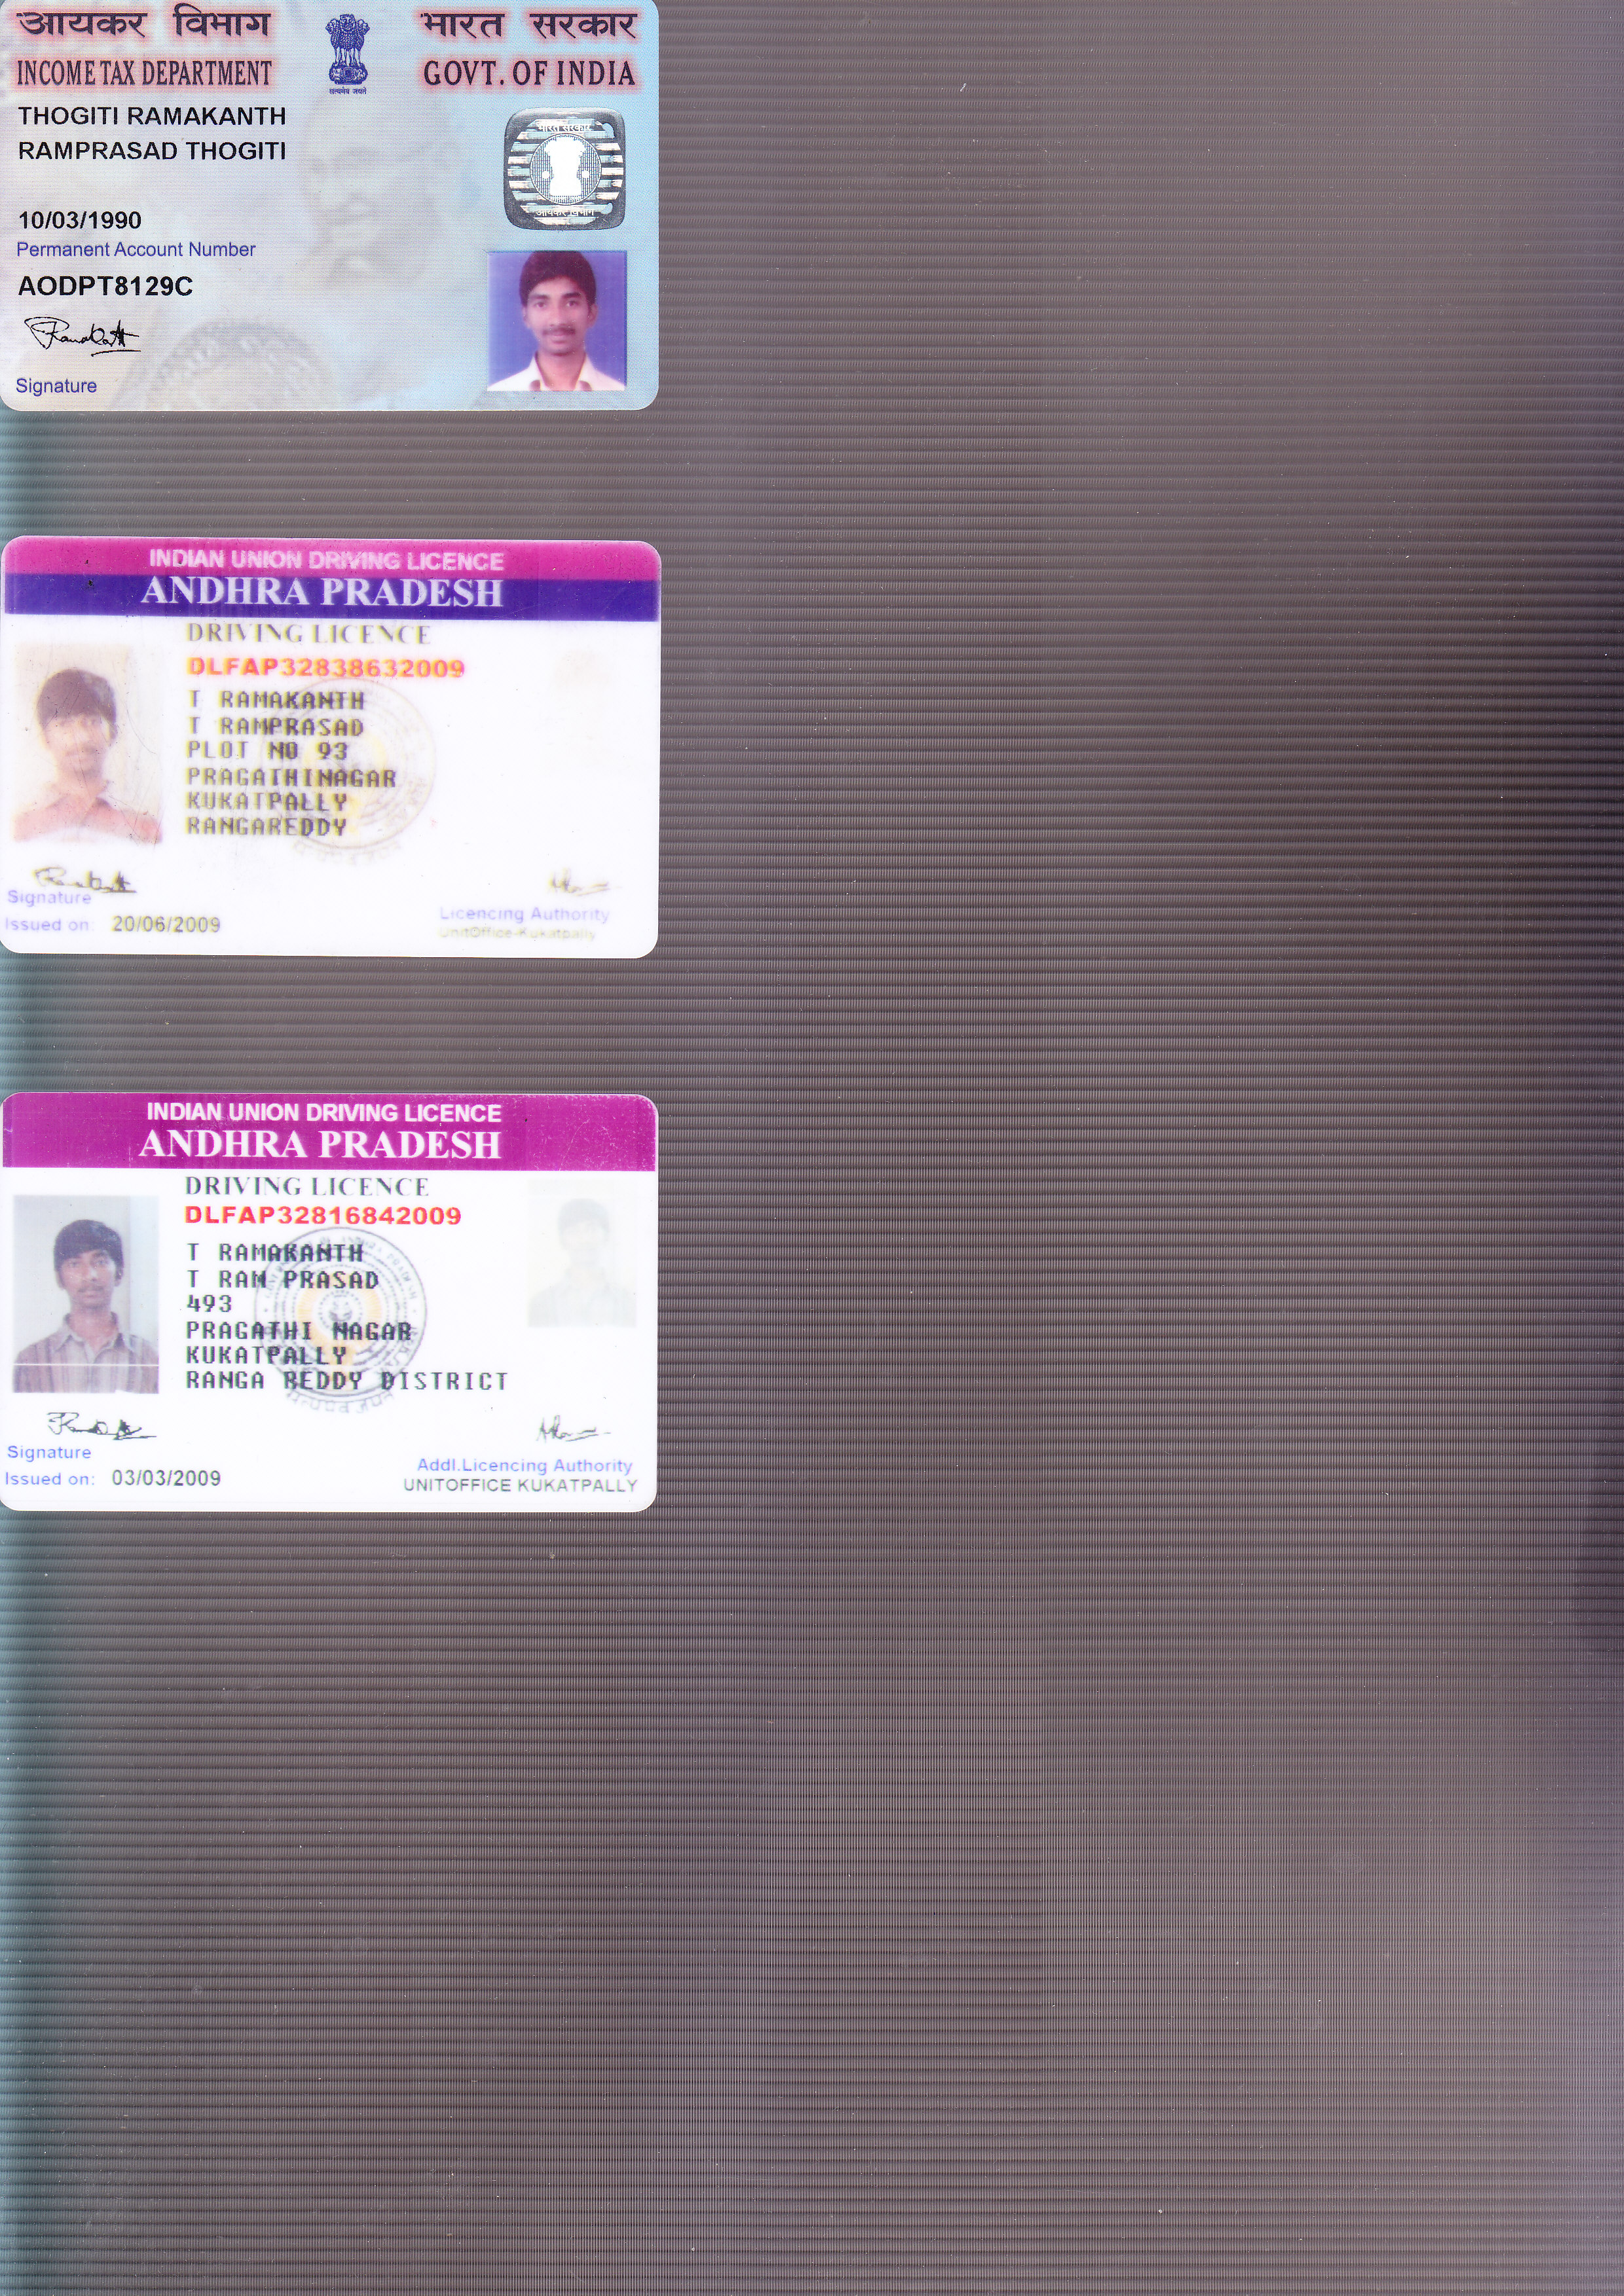 आयकर विभाग भारत सरकार
INCOME TAX DEPARTMENT GOVT. OF INDIA
सत्यमेव जयते
THOGITI RAMAKANTH
RAMPRASAD THOGITI
भारत सरकार
आयकर विभाग
10/03/1990
Permanent Account Number
AODPT8129C
Signature
INDIAN UNION DRIVING LICENCE
ANDHRA PRADESH
DRIVING LICENCE
DLFAP32838632009
T RAMAKANTH
T RAMPRASAD
PLOT NO 93
PRAGATHINAGAR
KUKATPALLY
RANGAREDDY
Signature
Issued on: 20/06/2009
Licencing Authority
UnitOffice-Kukatpally
INDIAN UNION DRIVING LICENCE
ANDHRA PRADESH
DRIVING LICENCE
DLFAP32816842009
T RAMAKANTH
T RAM PRASAD
493
PRAGATHI NAGAR
KUKATPALLY
RANGA REDDY DISTRICT
Signature
Issued on: 03/03/2009
Addl.Licencing Authority
UNITOFFICE KUKATPALLY